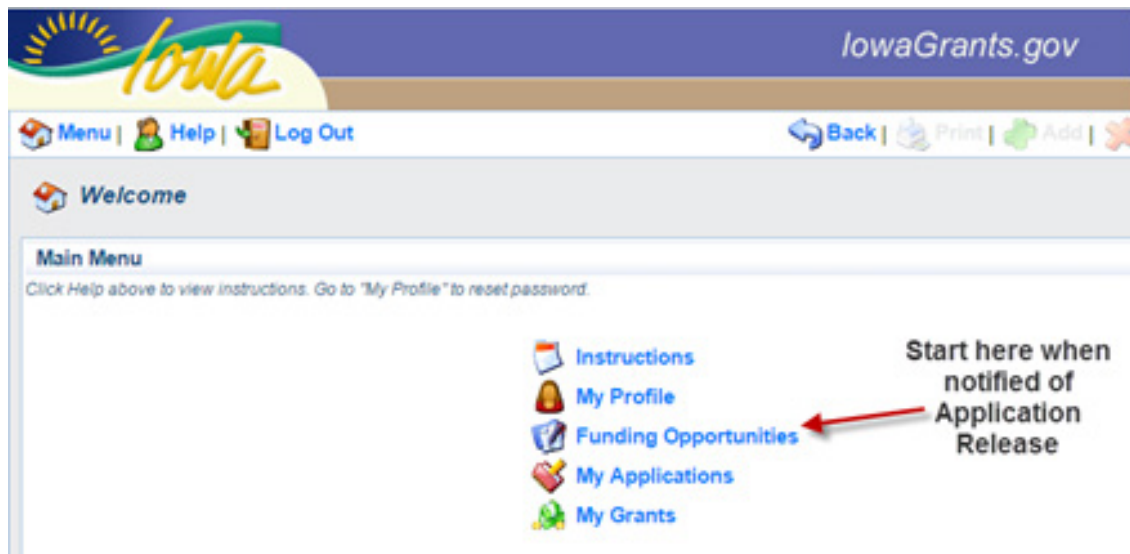 Iowa
IowaGrants.gov
Menu | Help | Log Out
Back | Print | Add |
Welcome
Main Menu
Click Help above to view instructions. Go to "My Profile" to reset password.
Instructions
My Profile
Funding Opportunities
My Applications
My Grants
Start here when
notified of
Application
Release